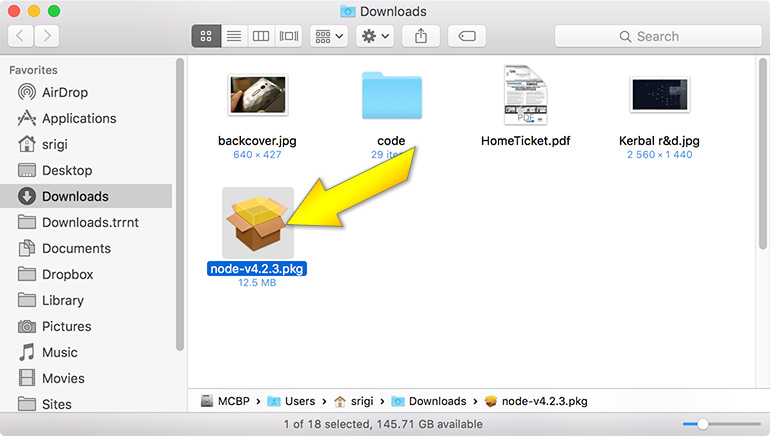 Downloads
Search
Favorites
AirDrop
Applications
srigi
Desktop
Downloads
Downloads.trrnt
Documents
Dropbox
Library
Pictures
Music
Movies
Sites
backcover.jpg
640 × 427
code
29 ite
PDF
HomeTicket.pdf
Kerbal r&d.jpg
2 560 × 1 440
node-v4.2.3.pkg
12.5 MB
MCBP › Users › srigi › Downloads › node-v4.2.3.pkg
1 of 18 selected, 145.71 GB available